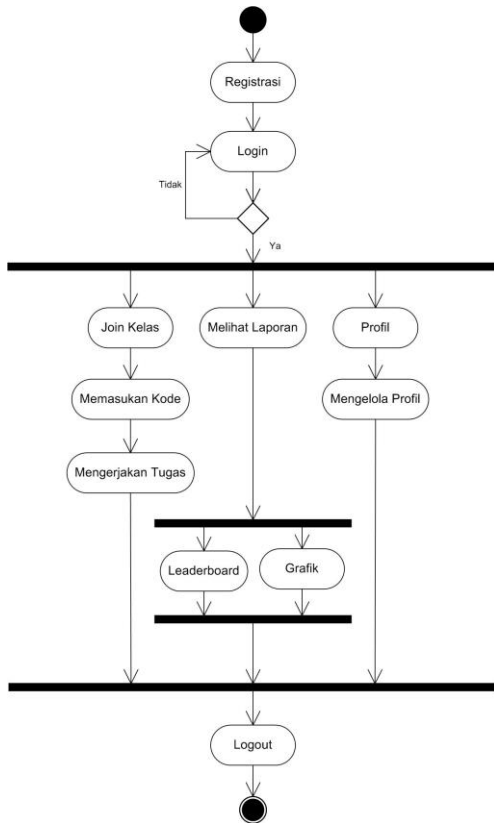 Registrasi
Login
Tidak
Ya
Join Kelas
Melihat Laporan
Profil
Memasukan Kode
Mengelola Profil
Mengerjakan Tugas
Leaderboard
Grafik
Logout